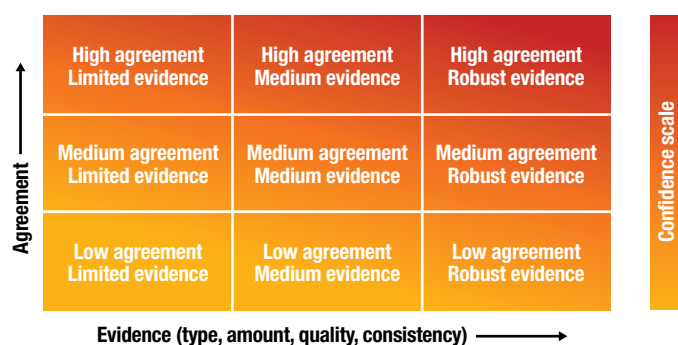 High agreement
Limited evidence
High agreement
Medium evidence
High agreement
Robust evidence
Medium agreement
Limited evidence
Medium agreement
Medium evidence
Medium agreement
Robust evidence
Low agreement
Limited evidence
Low agreement
Medium evidence
Low agreement
Robust evidence
Agreement
Evidence (type, amount, quality, consistency)
Confidence scale